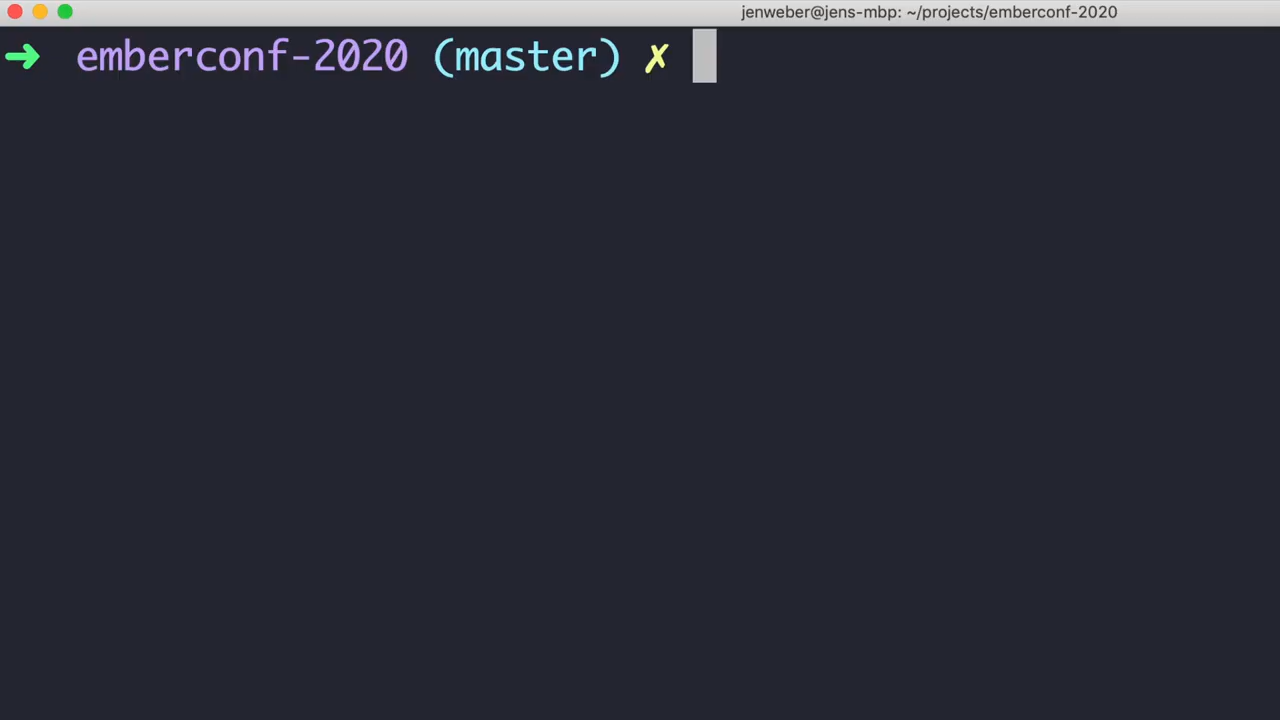 jenweber@jens-mbp: ~/projects/emberconf-2020
➜ emberconf-2020 (master) ✗